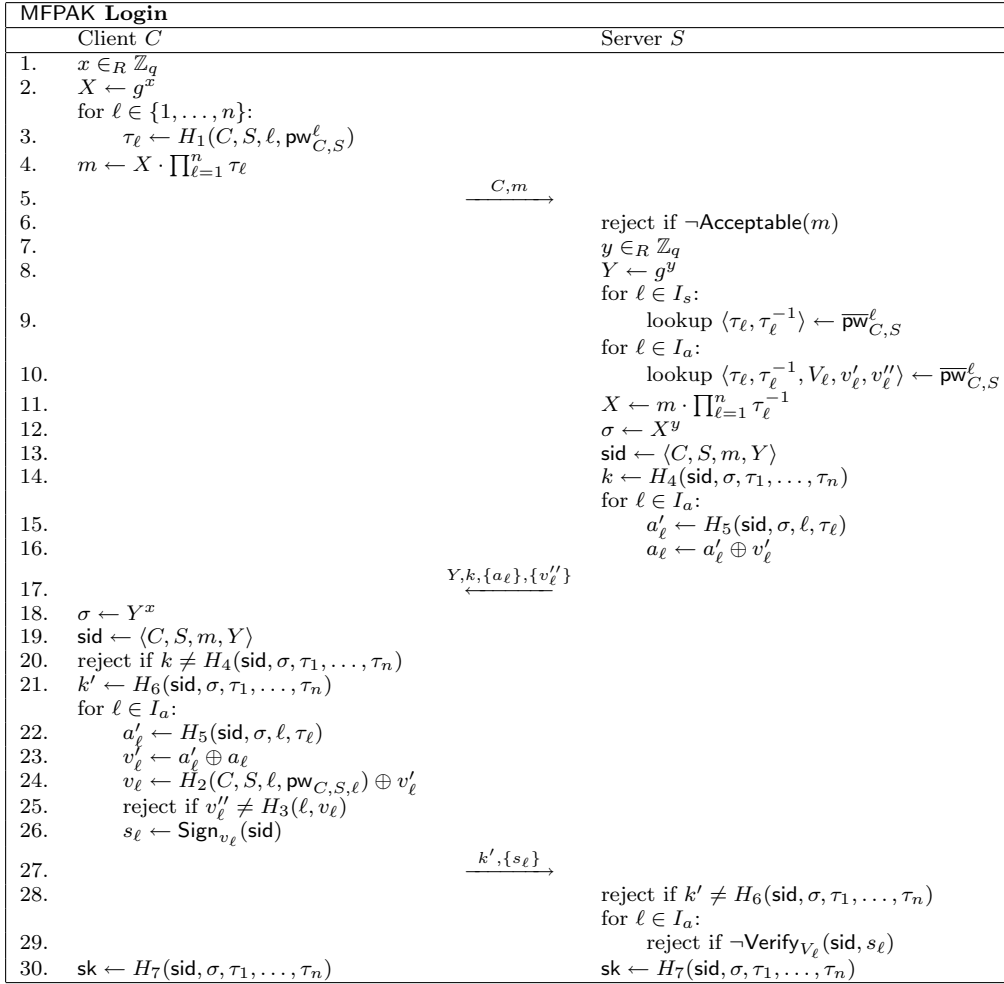 MFPAK Login
Client C Server S
1. x ∈_R ℤ_q
2. X ← g^x
for ℓ ∈ {1, . . . , n}:
3. τ_ℓ ← H_1(C, S, ℓ, pw^ℓ_{C,S})
4. m ← X · ∏^n_{ℓ=1} τ_ℓ
5. C,m ⟶
6. reject if ¬Acceptable(m)
7. y ∈_R ℤ_q
8. Y ← g^y
for ℓ ∈ I_s:
9. lookup ⟨τ_ℓ, τ_ℓ^{−1}⟩ ← \overline{pw}^ℓ_{C,S}
for ℓ ∈ I_a:
10. lookup ⟨τ_ℓ, τ_ℓ^{−1}, V_ℓ, v′_ℓ, v″_ℓ⟩ ← \overline{pw}^ℓ_{C,S}
11. X ← m · ∏^n_{ℓ=1} τ_ℓ^{−1}
12. σ ← X^y
13. sid ← ⟨C, S, m, Y⟩
14. k ← H_4(sid, σ, τ_1, . . . , τ_n)
for ℓ ∈ I_a:
15. a′_ℓ ← H_5(sid, σ, ℓ, τ_ℓ)
16. a_ℓ ← a′_ℓ ⊕ v′_ℓ
17. Y,k,{a_ℓ},{v″_ℓ} ⟵
18. σ ← Y^x
19. sid ← ⟨C, S, m, Y⟩
20. reject if k ≠ H_4(sid, σ, τ_1, . . . , τ_n)
21. k′ ← H_6(sid, σ, τ_1, . . . , τ_n)
for ℓ ∈ I_a:
22. a′_ℓ ← H_5(sid, σ, ℓ, τ_ℓ)
23. v′_ℓ ← a′_ℓ ⊕ a_ℓ
24. v_ℓ ← H_2(C, S, ℓ, pw_{C,S,ℓ}) ⊕ v′_ℓ
25. reject if v″_ℓ ≠ H_3(ℓ, v_ℓ)
26. s_ℓ ← Sign_{v_ℓ}(sid)
27. k′,{s_ℓ} ⟶
28. reject if k′ ≠ H_6(sid, σ, τ_1, . . . , τ_n)
for ℓ ∈ I_a:
29. reject if ¬Verify_{V_ℓ}(sid, s_ℓ)
30. sk ← H_7(sid, σ, τ_1, . . . , τ_n) sk ← H_7(sid, σ, τ_1, . . . , τ_n)